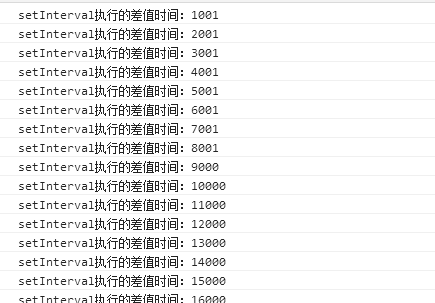 setInterval执行的差值时间: 1001
setInterval执行的差值时间: 2001
setInterval执行的差值时间: 3001
setInterval执行的差值时间: 4001
setInterval执行的差值时间: 5001
setInterval执行的差值时间: 6001
setInterval执行的差值时间: 7001
setInterval执行的差值时间: 8001
setInterval执行的差值时间: 9000
setInterval执行的差值时间: 10000
setInterval执行的差值时间: 11000
setInterval执行的差值时间: 12000
setInterval执行的差值时间: 13000
setInterval执行的差值时间: 14000
setInterval执行的差值时间: 15000
setInterval执行的差值时间: 16000